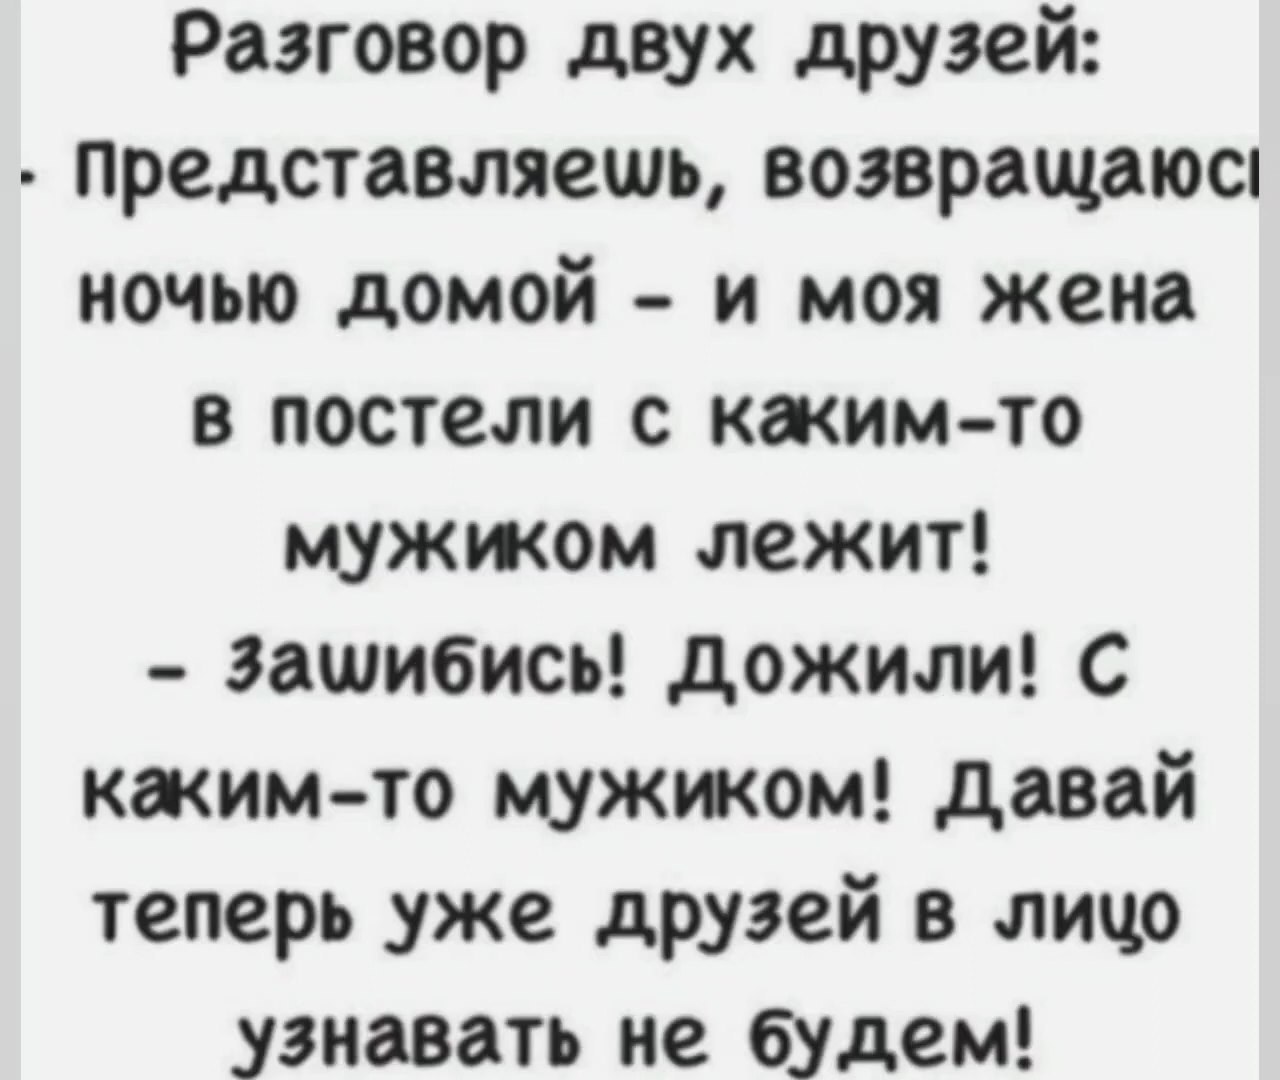 Разговор двух друзей:
- Представляешь, возвращаюсь
ночью домой - и моя жена
в постели с каким-то
мужиком лежит!
- Зашибись! Дожили! С
каким-то мужиком! Давай
теперь уже друзей в лицо
узнавать не будем!